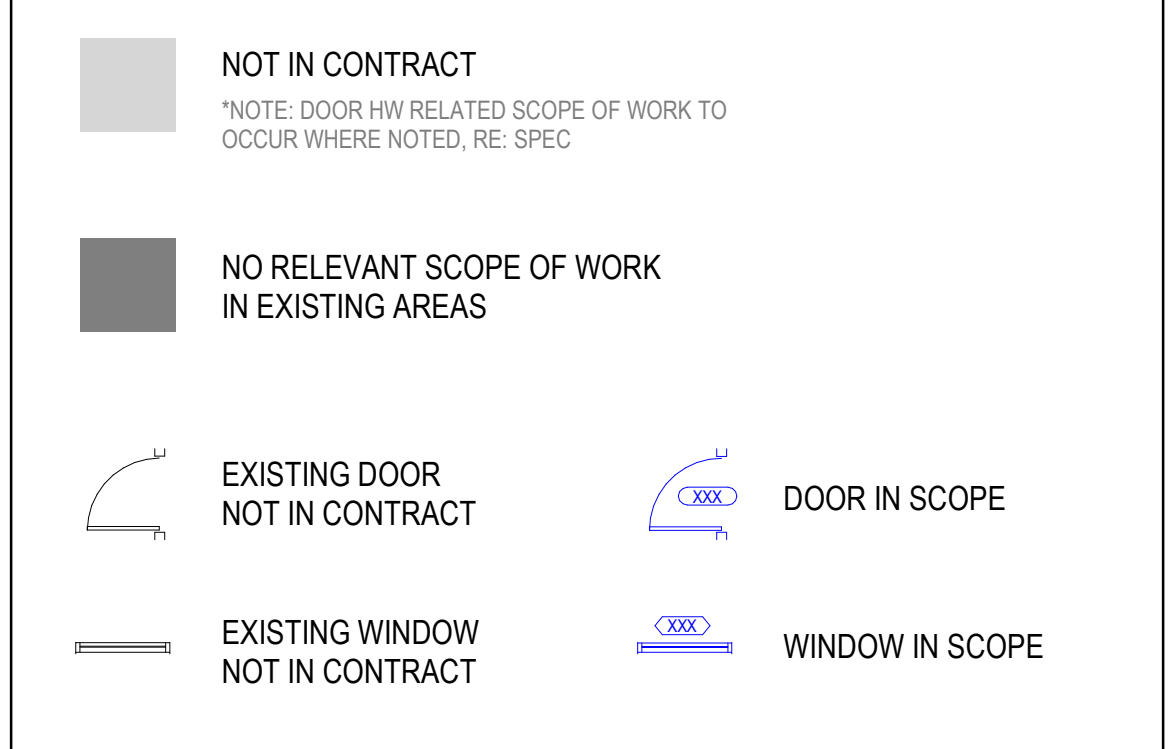 NOT IN CONTRACT
*NOTE: DOOR HW RELATED SCOPE OF WORK TO
OCCUR WHERE NOTED, RE: SPEC
NO RELEVANT SCOPE OF WORK
IN EXISTING AREAS
EXISTING DOOR
NOT IN CONTRACT
XXX
DOOR IN SCOPE
EXISTING WINDOW
NOT IN CONTRACT
XXX
WINDOW IN SCOPE